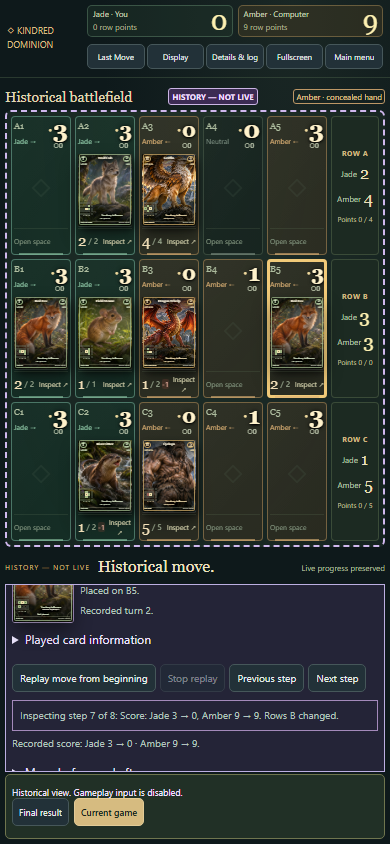 ◇ KINDRED
DOMINION
Jade · You
0 row points
0
Amber · Computer
9 row points
9
Last Move
Display
Details & log
Fullscreen
Main menu
Historical battlefield
HISTORY — NOT LIVE
Amber · concealed hand
A1
Jade →
·3
A2
Jade →
·3
A3
Amber ←
·0
A4
Neutral
·0
A5
Amber ←
·3
Open space
2 / 2 Inspect ↗
4 / 4 Inspect ↗
Open space
Open space
ROW A
Jade 2
Amber 4
Points 0 / 4
B1
Jade →
·3
B2
Jade →
·3
B3
Amber ←
·0
B4
Amber ←
·1
B5
Amber ←
·3
2 / 2 Inspect ↗
1 / 1 Inspect ↗
1 / 2 -1 Inspect ↗
Open space
2 / 2 Inspect ↗
ROW B
Jade 3
Amber 3
Points 0 / 0
C1
Jade →
·3
C2
Jade →
·3
C3
Amber ←
·0
C4
Amber ←
·1
C5
Amber ←
·3
Open space
1 / 2 -1 Inspect ↗
5 / 5 Inspect ↗
Open space
Open space
ROW C
Jade 1
Amber 5
Points 0 / 5
HISTORY — NOT LIVE
Historical move.
Live progress preserved
Placed on B5.
Recorded turn 2.
▶ Played card information
Replay move from beginning
Stop replay
Previous step
Next step
Inspecting step 7 of 8: Score: Jade 3 → 0, Amber 9 → 9. Rows B changed.
Recorded score: Jade 3 → 0 · Amber 9 → 9.
Historical view. Gameplay input is disabled.
Final result
Current game